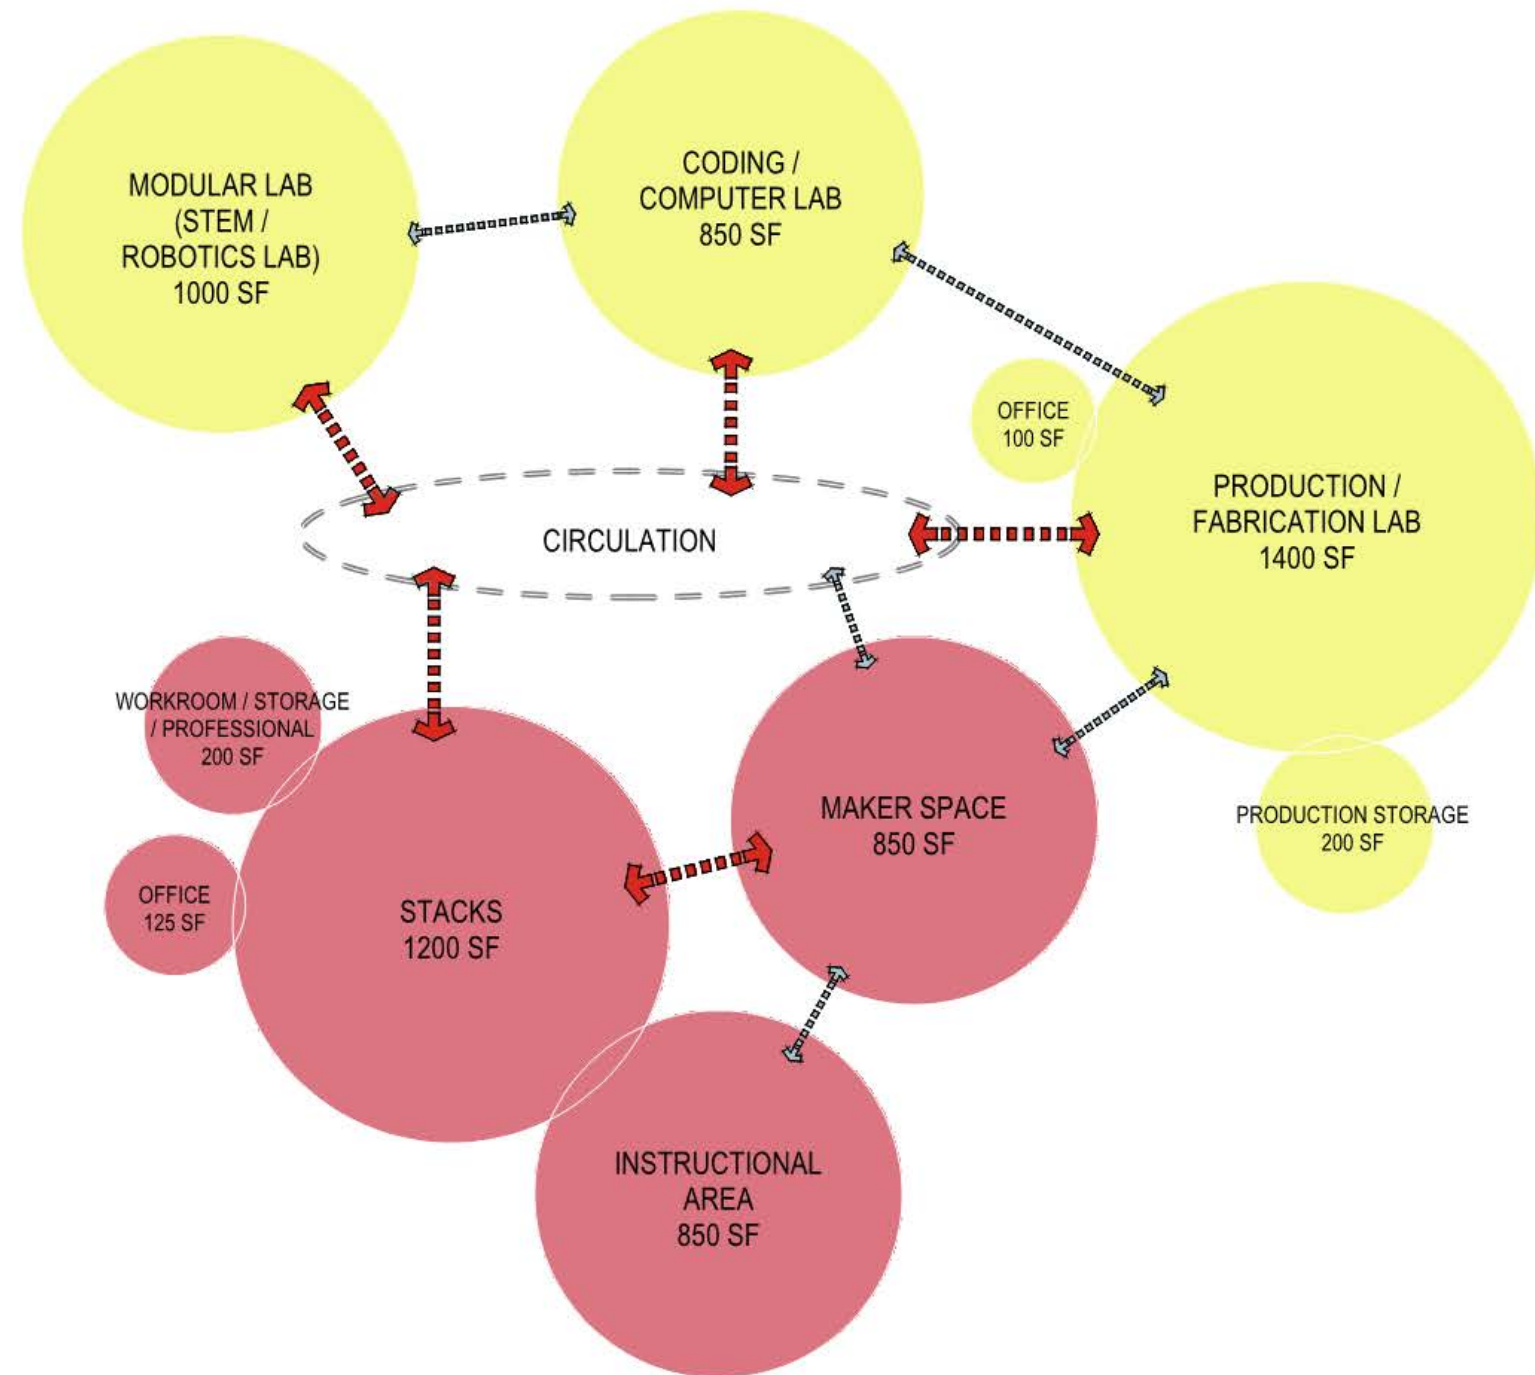 MODULAR LAB
(STEM /
ROBOTICS LAB)
1000 SF
CODING /
COMPUTER LAB
850 SF
OFFICE
100 SF
PRODUCTION /
FABRICATION LAB
1400 SF
CIRCULATION
WORKROOM / STORAGE
/ PROFESSIONAL
200 SF
MAKER SPACE
850 SF
PRODUCTION STORAGE
200 SF
OFFICE
125 SF
STACKS
1200 SF
INSTRUCTIONAL
AREA
850 SF